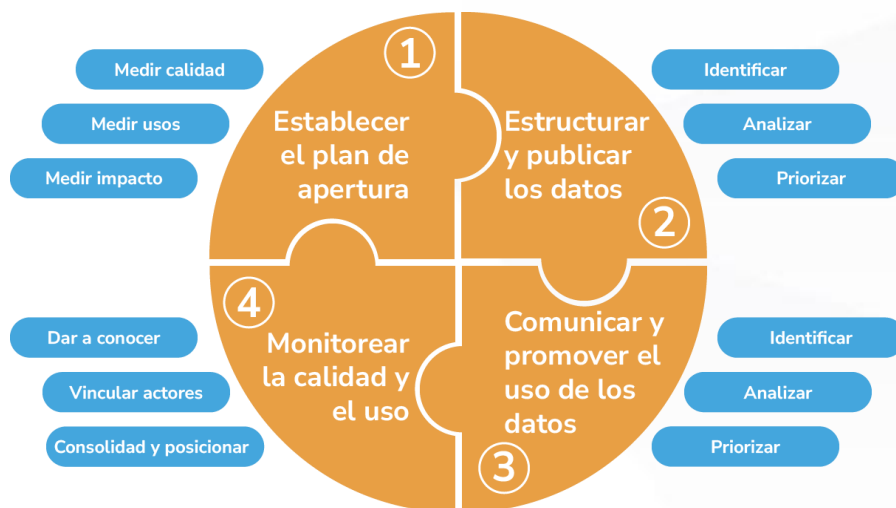 Medir calidad
Medir usos
Medir impacto
1
Establecer
el plan de
apertura
Estructurar
y publicar
los datos
2
Identificar
Analizar
Priorizar
Dar a conocer
Vincular actores
Consolidad y posicionar
4
Monitorear
la calidad y
el uso
Comunicar y
promover el
uso de los
datos
3
Identificar
Analizar
Priorizar